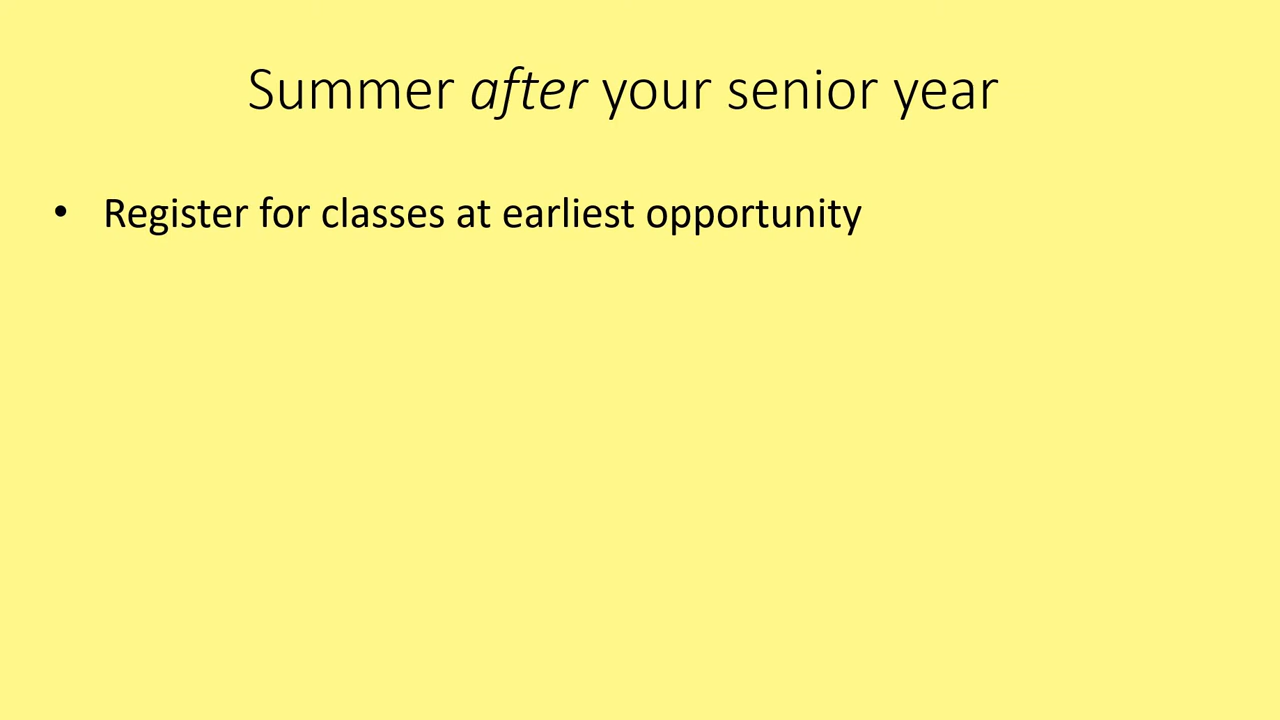 Summer after your senior year
• Register for classes at earliest opportunity